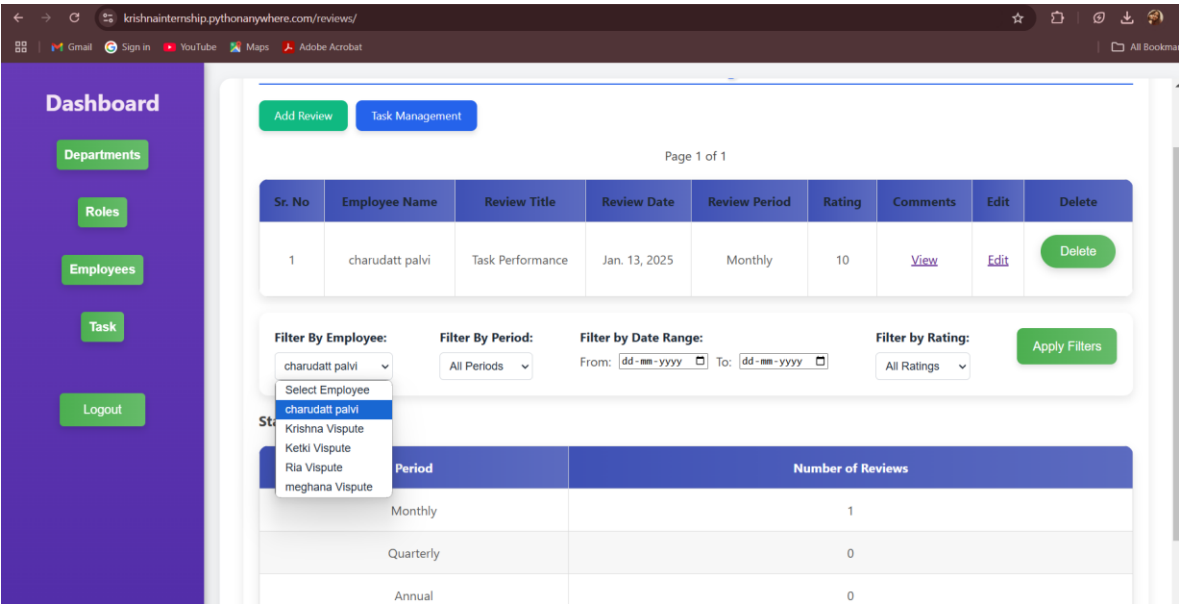 krishnainternship.pythonanywhere.com/reviews/
Gmail Sign in YouTube Maps Adobe Acrobat All Bookmar
Dashboard
Departments
Roles
Employees
Task
Logout
Add Review Task Management
Page 1 of 1
Sr. No Employee Name Review Title Review Date Review Period Rating Comments Edit Delete
1 charudatt palvi Task Performance Jan. 13, 2025 Monthly 10 View Edit Delete
Filter By Employee: Filter By Period: Filter by Date Range: Filter by Rating:
charudatt palvi All Periods From: dd-mm-yyyy To: dd-mm-yyyy All Ratings Apply Filters
Select Employee
charudatt palvi
Krishna Vispute
Ketki Vispute
Ria Vispute
meghana Vispute
Period Number of Reviews
Monthly 1
Quarterly 0
Annual 0